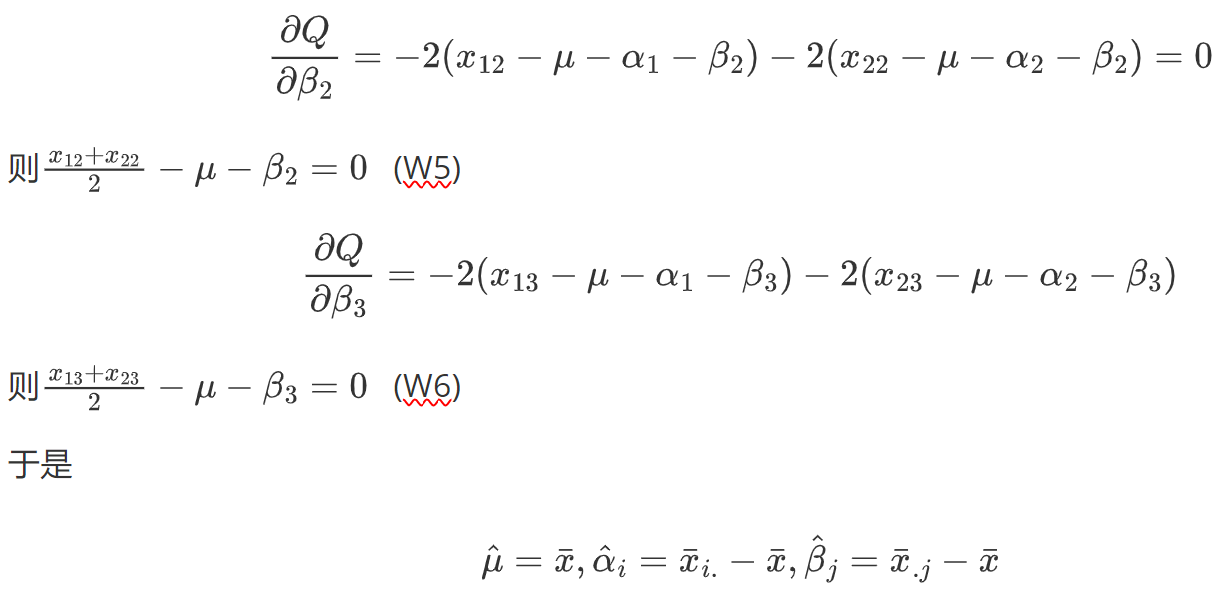 ∂Q/∂β₂ = −2(x₁₂ − μ − α₁ − β₂) − 2(x₂₂ − μ − α₂ − β₂) = 0
则 (x₁₂+x₂₂)/2 − μ − β₂ = 0 (W5)
∂Q/∂β₃ = −2(x₁₃ − μ − α₁ − β₃) − 2(x₂₃ − μ − α₂ − β₃)
则 (x₁₃+x₂₃)/2 − μ − β₃ = 0 (W6)
于是
μ̂ = x̄, α̂ᵢ = x̄ᵢ. − x̄, β̂ⱼ = x̄.ⱼ − x̄